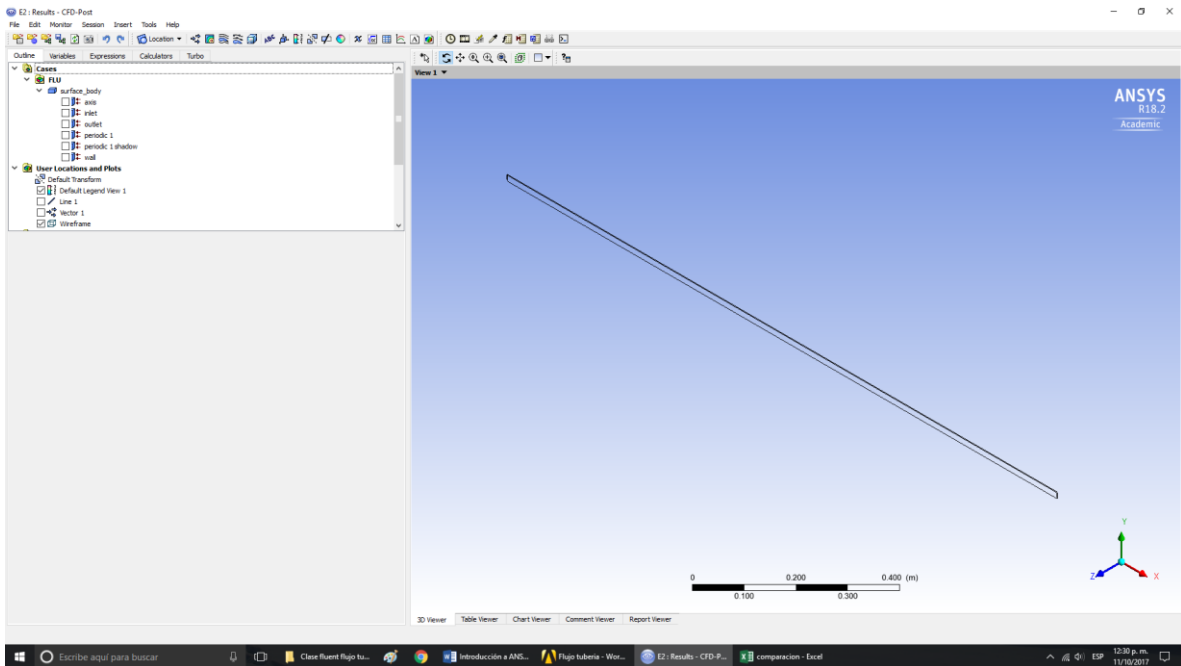 E2 : Results - CFD-Post
File Edit Monitor Session Insert Tools Help
Location
Outline Variables Expressions Calculators Turbo
Cases
FLU
surface_body
axis
inlet
outlet
periodic 1
periodic 1 shadow
wall
User Locations and Plots
Default Transform
Default Legend View 1
Line 1
Vector 1
Wireframe
View 1
ANSYS
R18.2
Academic
Y
Z X
0 0.200 0.400 (m)
0.100 0.300
3D Viewer Table Viewer Chart Viewer Comment Viewer Report Viewer
Escribe aquí para buscar
Clase fluent flujo tu...
Introducción a ANS...
Flujo tuberia - Wor...
E2 : Results - CFD-P...
comparacion - Excel
ESP
12:30 p. m.
11/10/2017